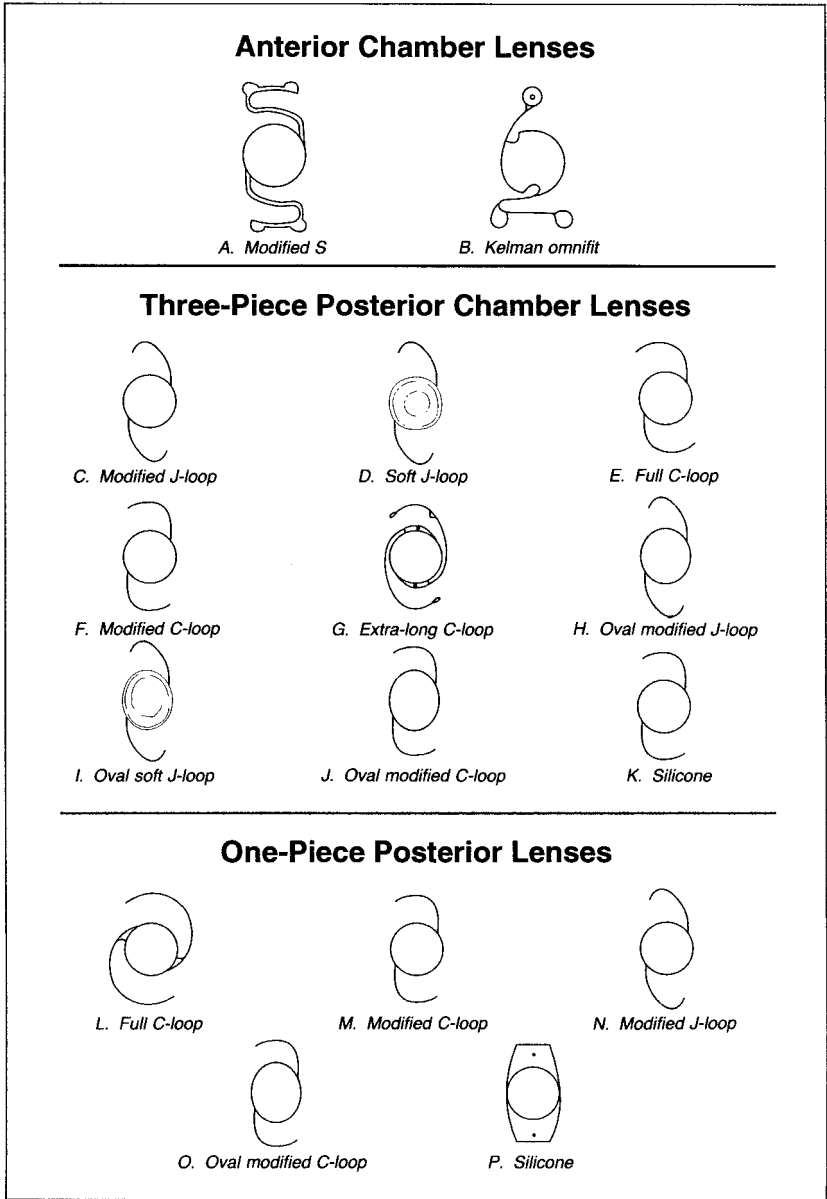 Anterior Chamber Lenses
A. Modified S
B. Kelman omnifit
Three-Piece Posterior Chamber Lenses
C. Modified J-loop
D. Soft J-loop
E. Full C-loop
F. Modified C-loop
G. Extra-long C-loop
H. Oval modified J-loop
I. Oval soft J-loop
J. Oval modified C-loop
K. Silicone
One-Piece Posterior Lenses
L. Full C-loop
M. Modified C-loop
N. Modified J-loop
O. Oval modified C-loop
P. Silicone